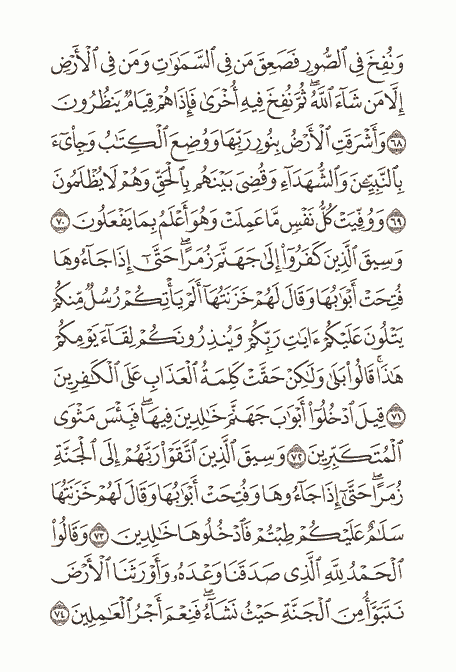 وَنُفِخَ فِى ٱلصُّورِ فَصَعِقَ مَن فِى ٱلسَّمَٰوَٰتِ وَمَن فِى ٱلْأَرْضِ
إِلَّا مَن شَآءَ ٱللَّهُ ۖ ثُمَّ نُفِخَ فِيهِ أُخْرَىٰ فَإِذَا هُمْ قِيَامٌ يَنظُرُونَ
۝٦٨ وَأَشْرَقَتِ ٱلْأَرْضُ بِنُورِ رَبِّهَا وَوُضِعَ ٱلْكِتَٰبُ وَجِا۟ىٓءَ
بِٱلنَّبِيِّۦنَ وَٱلشُّهَدَآءِ وَقُضِىَ بَيْنَهُم بِٱلْحَقِّ وَهُمْ لَا يُظْلَمُونَ
۝٦٩ وَوُفِّيَتْ كُلُّ نَفْسٍ مَّا عَمِلَتْ وَهُوَ أَعْلَمُ بِمَا يَفْعَلُونَ ۝٧٠
وَسِيقَ ٱلَّذِينَ كَفَرُوٓا۟ إِلَىٰ جَهَنَّمَ زُمَرًا ۖ حَتَّىٰٓ إِذَا جَآءُوهَا
فُتِحَتْ أَبْوَٰبُهَا وَقَالَ لَهُمْ خَزَنَتُهَآ أَلَمْ يَأْتِكُمْ رُسُلٌ مِّنكُمْ
يَتْلُونَ عَلَيْكُمْ ءَايَٰتِ رَبِّكُمْ وَيُنذِرُونَكُمْ لِقَآءَ يَوْمِكُمْ
هَٰذَا ۚ قَالُوا۟ بَلَىٰ وَلَٰكِنْ حَقَّتْ كَلِمَةُ ٱلْعَذَابِ عَلَى ٱلْكَٰفِرِينَ
۝٧١ قِيلَ ٱدْخُلُوٓا۟ أَبْوَٰبَ جَهَنَّمَ خَٰلِدِينَ فِيهَا ۖ فَبِئْسَ مَثْوَى
ٱلْمُتَكَبِّرِينَ ۝٧٢ وَسِيقَ ٱلَّذِينَ ٱتَّقَوْا۟ رَبَّهُمْ إِلَى ٱلْجَنَّةِ
زُمَرًا ۖ حَتَّىٰٓ إِذَا جَآءُوهَا وَفُتِحَتْ أَبْوَٰبُهَا وَقَالَ لَهُمْ خَزَنَتُهَا
سَلَٰمٌ عَلَيْكُمْ طِبْتُمْ فَٱدْخُلُوهَا خَٰلِدِينَ ۝٧٣ وَقَالُوا۟
ٱلْحَمْدُ لِلَّهِ ٱلَّذِى صَدَقَنَا وَعْدَهُۥ وَأَوْرَثَنَا ٱلْأَرْضَ
نَتَبَوَّأُ مِنَ ٱلْجَنَّةِ حَيْثُ نَشَآءُ ۖ فَنِعْمَ أَجْرُ ٱلْعَٰمِلِينَ ۝٧٤